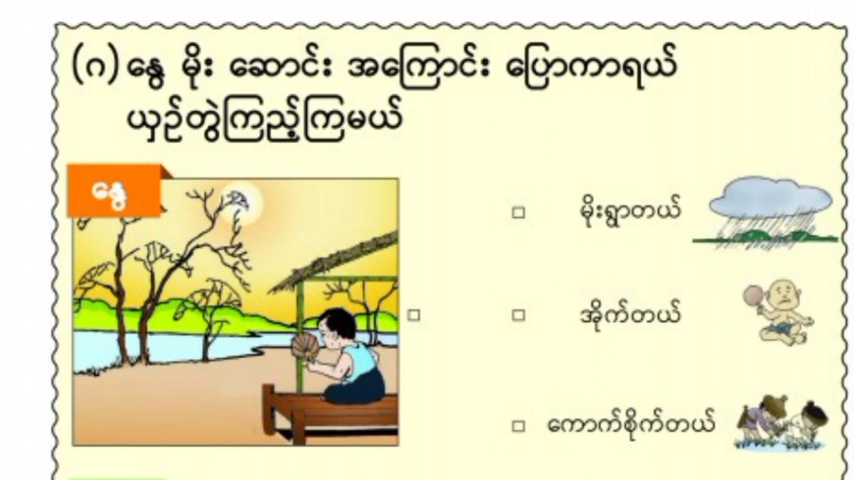 (ဂ) နွေ မိုး ဆောင်း အကြောင်း ပြောကာရယ်
ယှဉ်တွဲကြည့်ကြမယ်
နွေ
မိုးရွာတယ်
အိုက်တယ်
ကောက်စိုက်တယ်